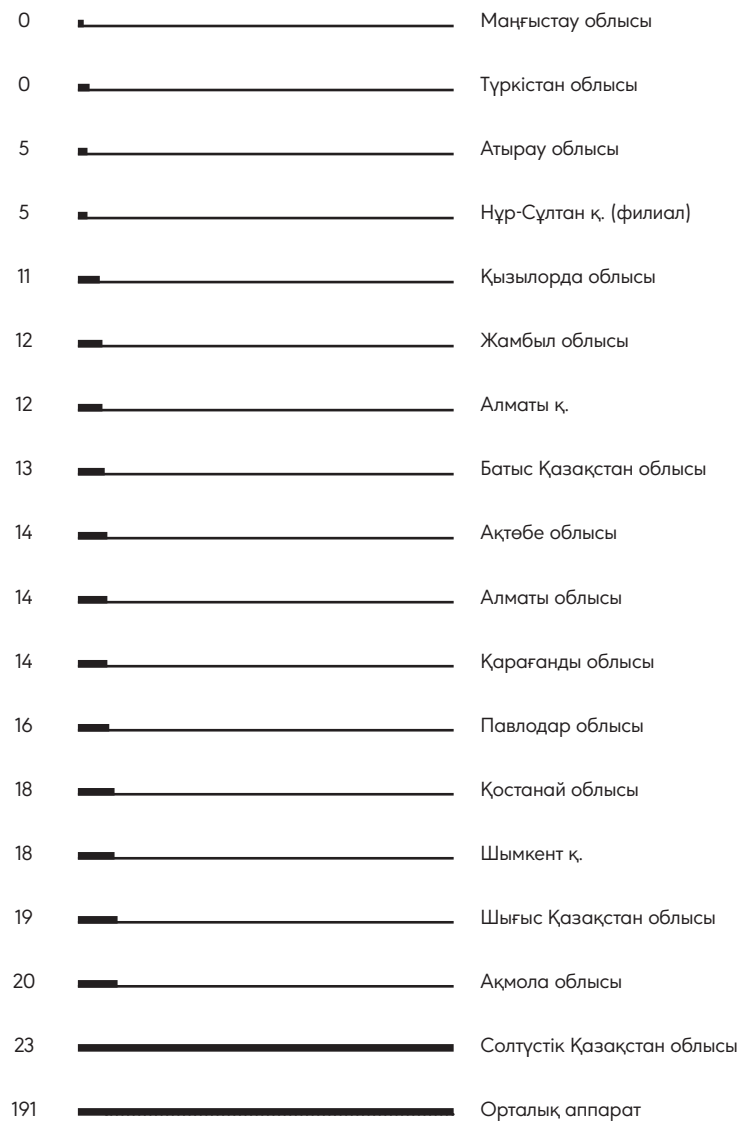 0 Маңғыстау облысы
0 Түркістан облысы
5 Атырау облысы
5 Нұр-Сұлтан қ. (филиал)
11 Қызылорда облысы
12 Жамбыл облысы
12 Алматы қ.
13 Батыс Қазақстан облысы
14 Ақтөбе облысы
14 Алматы облысы
14 Қарағанды облысы
16 Павлодар облысы
18 Қостанай облысы
18 Шымкент қ.
19 Шығыс Қазақстан облысы
20 Ақмола облысы
23 Солтүстік Қазақстан облысы
191 Орталық аппарат